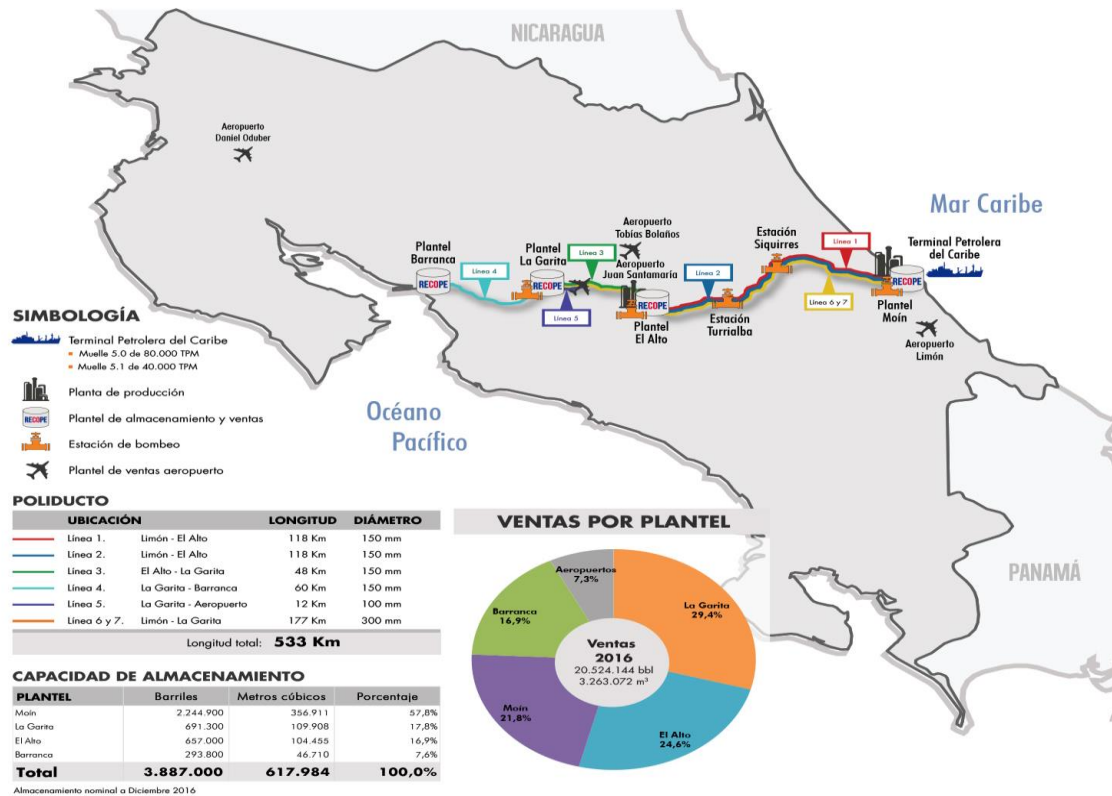 NICARAGUA
Aeropuerto
Daniel Oduber
Mar Caribe
Aeropuerto
Tobías Bolaños
Estación
Siquirres
Línea 1
Terminal Petrolera
del Caribe
Plantel
Barranca
Plantel
La Garita
Línea 3
Aeropuerto
Juan Santamaría
Línea 4
Línea 2
RECOPE
RECOPE
RECOPE
RECOPE
Línea 5
Línea 6 y 7
Plantel
El Alto
Estación
Turrialba
Plantel
Moín
Aeropuerto
Limón
SIMBOLOGÍA
Terminal Petrolera del Caribe
Muelle 5.0 de 80.000 TPM
Muelle 5.1 de 40.000 TPM
Planta de producción
RECOPE
Plantel de almacenamiento y ventas
Estación de bombeo
Plantel de ventas aeropuerto
Océano
Pacífico
PANAMÁ
POLIDUCTO
UBICACIÓN LONGITUD DIÁMETRO
Línea 1. Limón - El Alto 118 Km 150 mm
Línea 2. Limón - El Alto 118 Km 150 mm
Línea 3. El Alto - La Garita 48 Km 150 mm
Línea 4. La Garita - Barranca 60 Km 150 mm
Línea 5. La Garita - Aeropuerto 12 Km 100 mm
Línea 6 y 7. Limón - La Garita 177 Km 300 mm
Longitud total: 533 Km
CAPACIDAD DE ALMACENAMIENTO
PLANTEL Barriles Metros cúbicos Porcentaje
Moín 2.244.900 356.911 57,8%
La Garita 691.300 109.908 17,8%
El Alto 657.000 104.455 16,9%
Barranca 293.800 46.710 7,6%
Total 3.887.000 617.984 100,0%
Almacenamiento nominal a Diciembre 2016
VENTAS POR PLANTEL
Aeropuertos
7,3%
La Garita
29,4%
Barranca
16,9%
Ventas
2016
20.524.144 bbl
3.263.072 m³
Moín
21,8%
El Alto
24,6%